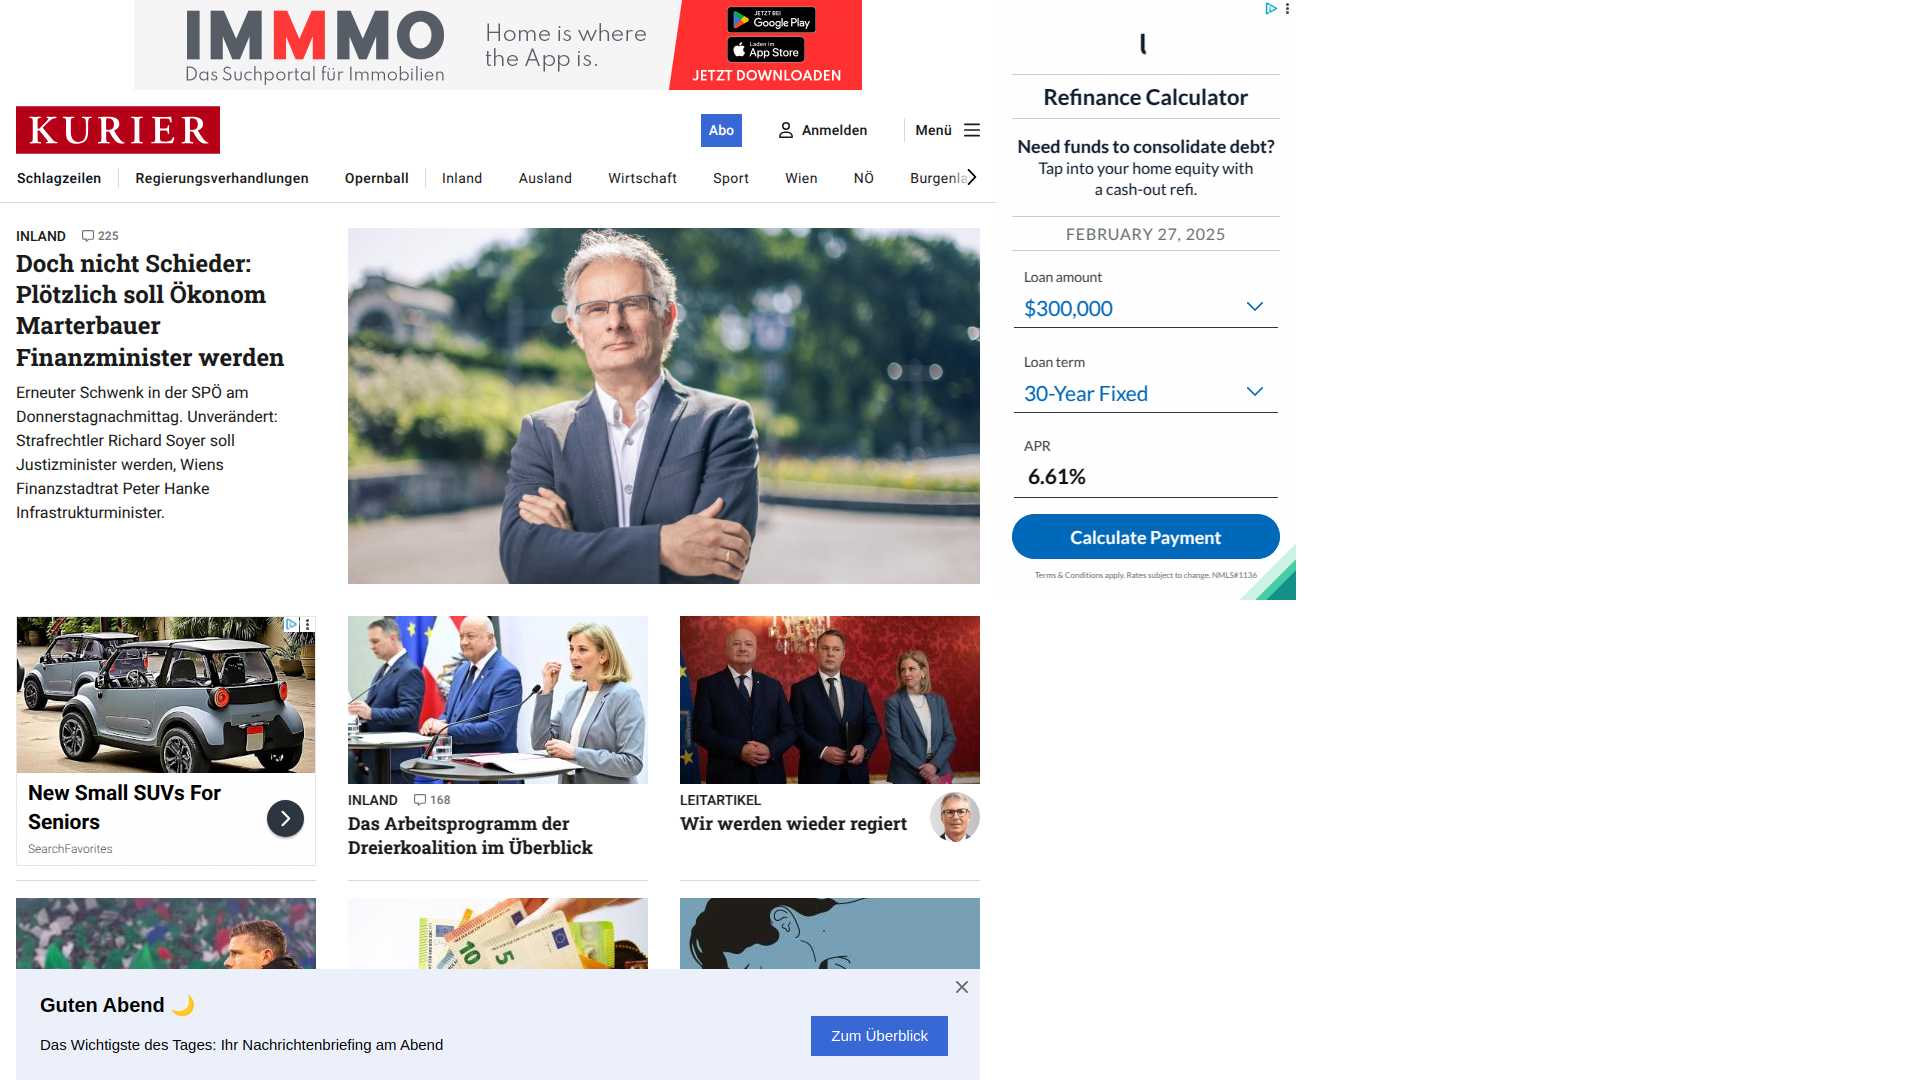 IMMMO
Das Suchportal für Immobilien
Home is where
the App is.
JETZT BEI
Google Play
Laden im
App Store
JETZT DOWNLOADEN
KURIER
Abo
Anmelden
Menü
Schlagzeilen
Regierungsverhandlungen
Opernball
Inland
Ausland
Wirtschaft
Sport
Wien
NÖ
Burgenla
INLAND 225
Doch nicht Schieder:
Plötzlich soll Ökonom
Marterbauer
Finanzminister werden
Erneuter Schwenk in der SPÖ am
Donnerstagnachmittag. Unverändert:
Strafrechtler Richard Soyer soll
Justizminister werden, Wiens
Finanzstadtrat Peter Hanke
Infrastrukturminister.
Refinance Calculator
Need funds to consolidate debt?
Tap into your home equity with
a cash-out refi.
FEBRUARY 27, 2025
Loan amount
$300,000
Loan term
30-Year Fixed
APR
6.61%
Calculate Payment
Terms & Conditions apply. Rates subject to change. NMLS#1136
New Small SUVs For
Seniors
SearchFavorites
INLAND 168
Das Arbeitsprogramm der
Dreierkoalition im Überblick
LEITARTIKEL
Wir werden wieder regiert
10
5
Guten Abend 🌙
Das Wichtigste des Tages: Ihr Nachrichtenbriefing am Abend
Zum Überblick